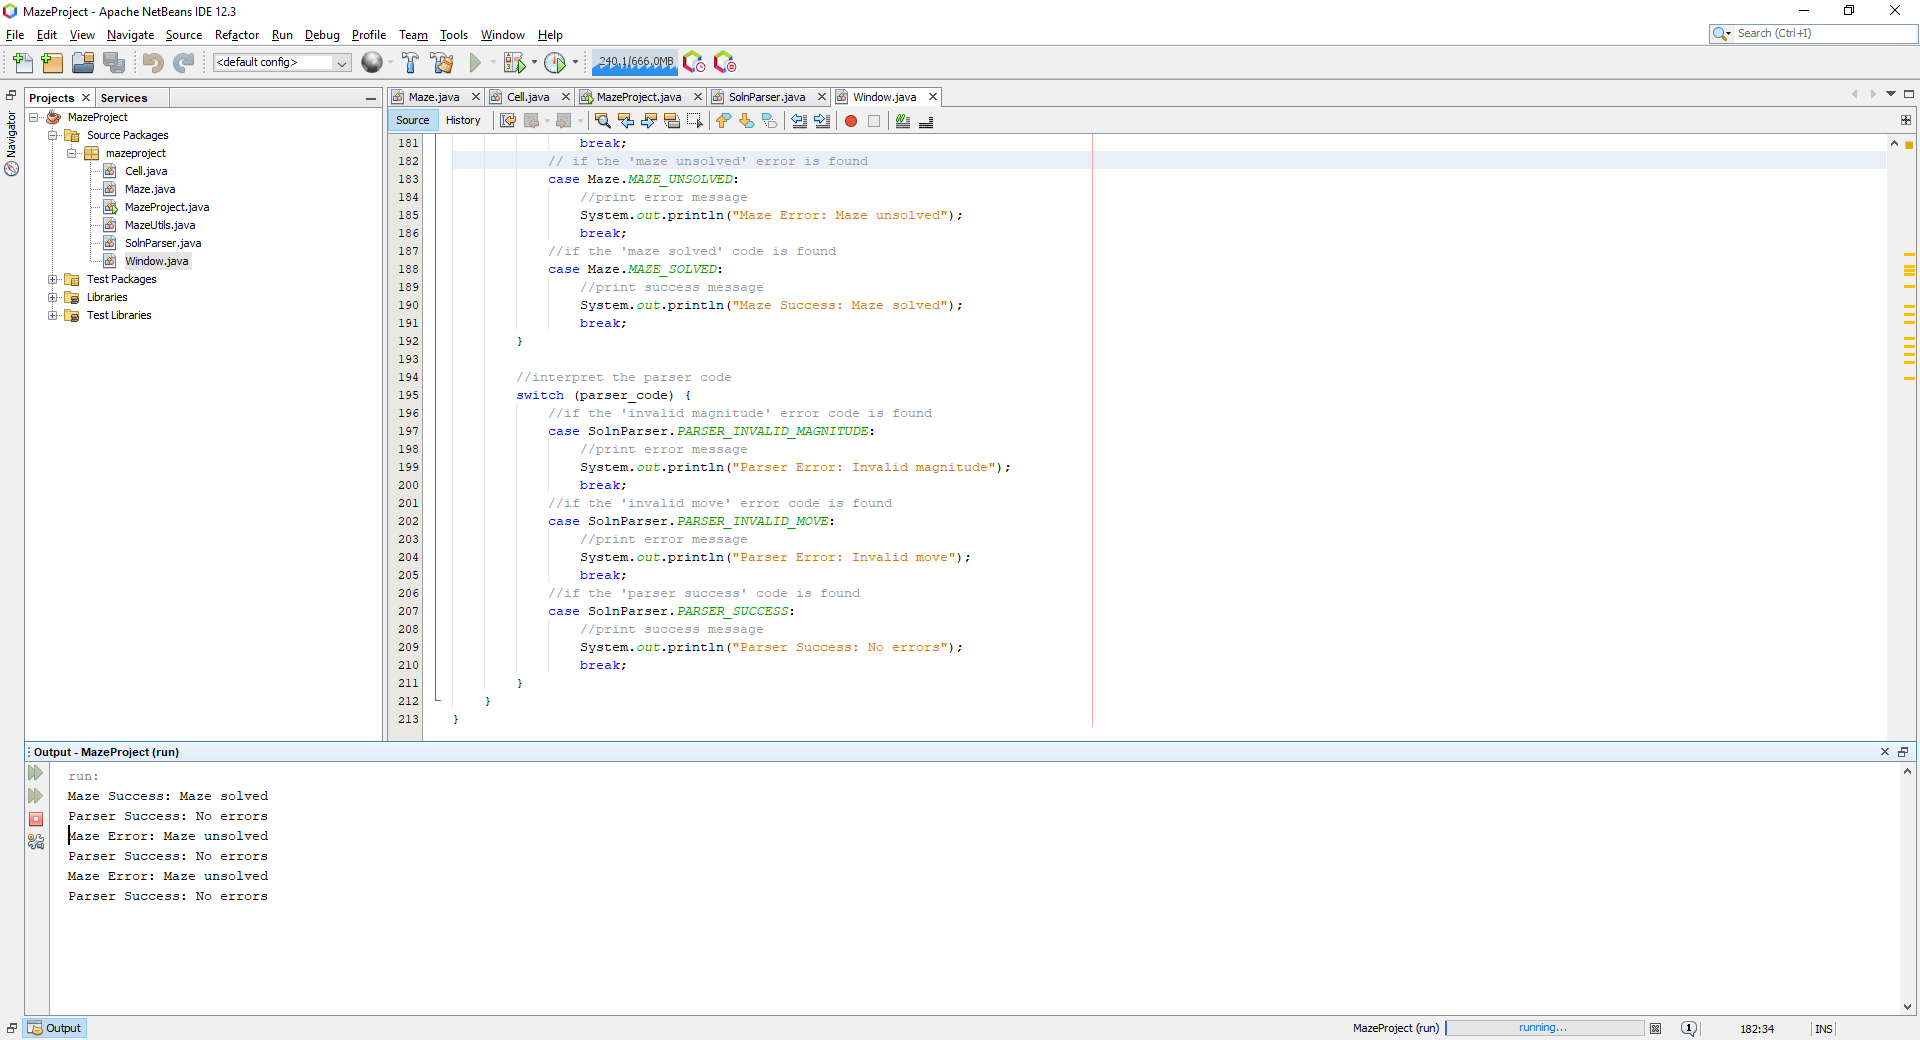 MazeProject - Apache NetBeans IDE 12.3
File Edit View Navigate Source Refactor Run Debug Profile Team Tools Window Help
Search (Ctrl+I)
<default config>
240.1/666.0MB
Projects Services
Navigator
MazeProject
Source Packages
mazeproject
Cell.java
Maze.java
MazeProject.java
MazeUtils.java
SolnParser.java
Window.java
Test Packages
Libraries
Test Libraries
Maze.java Cell.java MazeProject.java SolnParser.java Window.java
Source History
181 break;
182 // if the 'maze unsolved' error is found
183 case Maze.MAZE_UNSOLVED:
184 //print error message
185 System.out.println("Maze Error: Maze unsolved");
186 break;
187 //if the 'maze solved' code is found
188 case Maze.MAZE_SOLVED:
189 //print success message
190 System.out.println("Maze Success: Maze solved");
191 break;
192 }
193
194 //interpret the parser code
195 switch (parser_code) {
196 //if the 'invalid magnitude' error code is found
197 case SolnParser.PARSER_INVALID_MAGNITUDE:
198 //print error message
199 System.out.println("Parser Error: Invalid magnitude");
200 break;
201 //if the 'invalid move' error code is found
202 case SolnParser.PARSER_INVALID_MOVE:
203 //print error message
204 System.out.println("Parser Error: Invalid move");
205 break;
206 //if the 'parser success' code is found
207 case SolnParser.PARSER_SUCCESS:
208 //print success message
209 System.out.println("Parser Success: No errors");
210 break;
211 }
212 }
213 }
Output - MazeProject (run)
run:
Maze Success: Maze solved
Parser Success: No errors
Maze Error: Maze unsolved
Parser Success: No errors
Maze Error: Maze unsolved
Parser Success: No errors
Output
MazeProject (run) running... 1 182:34 INS